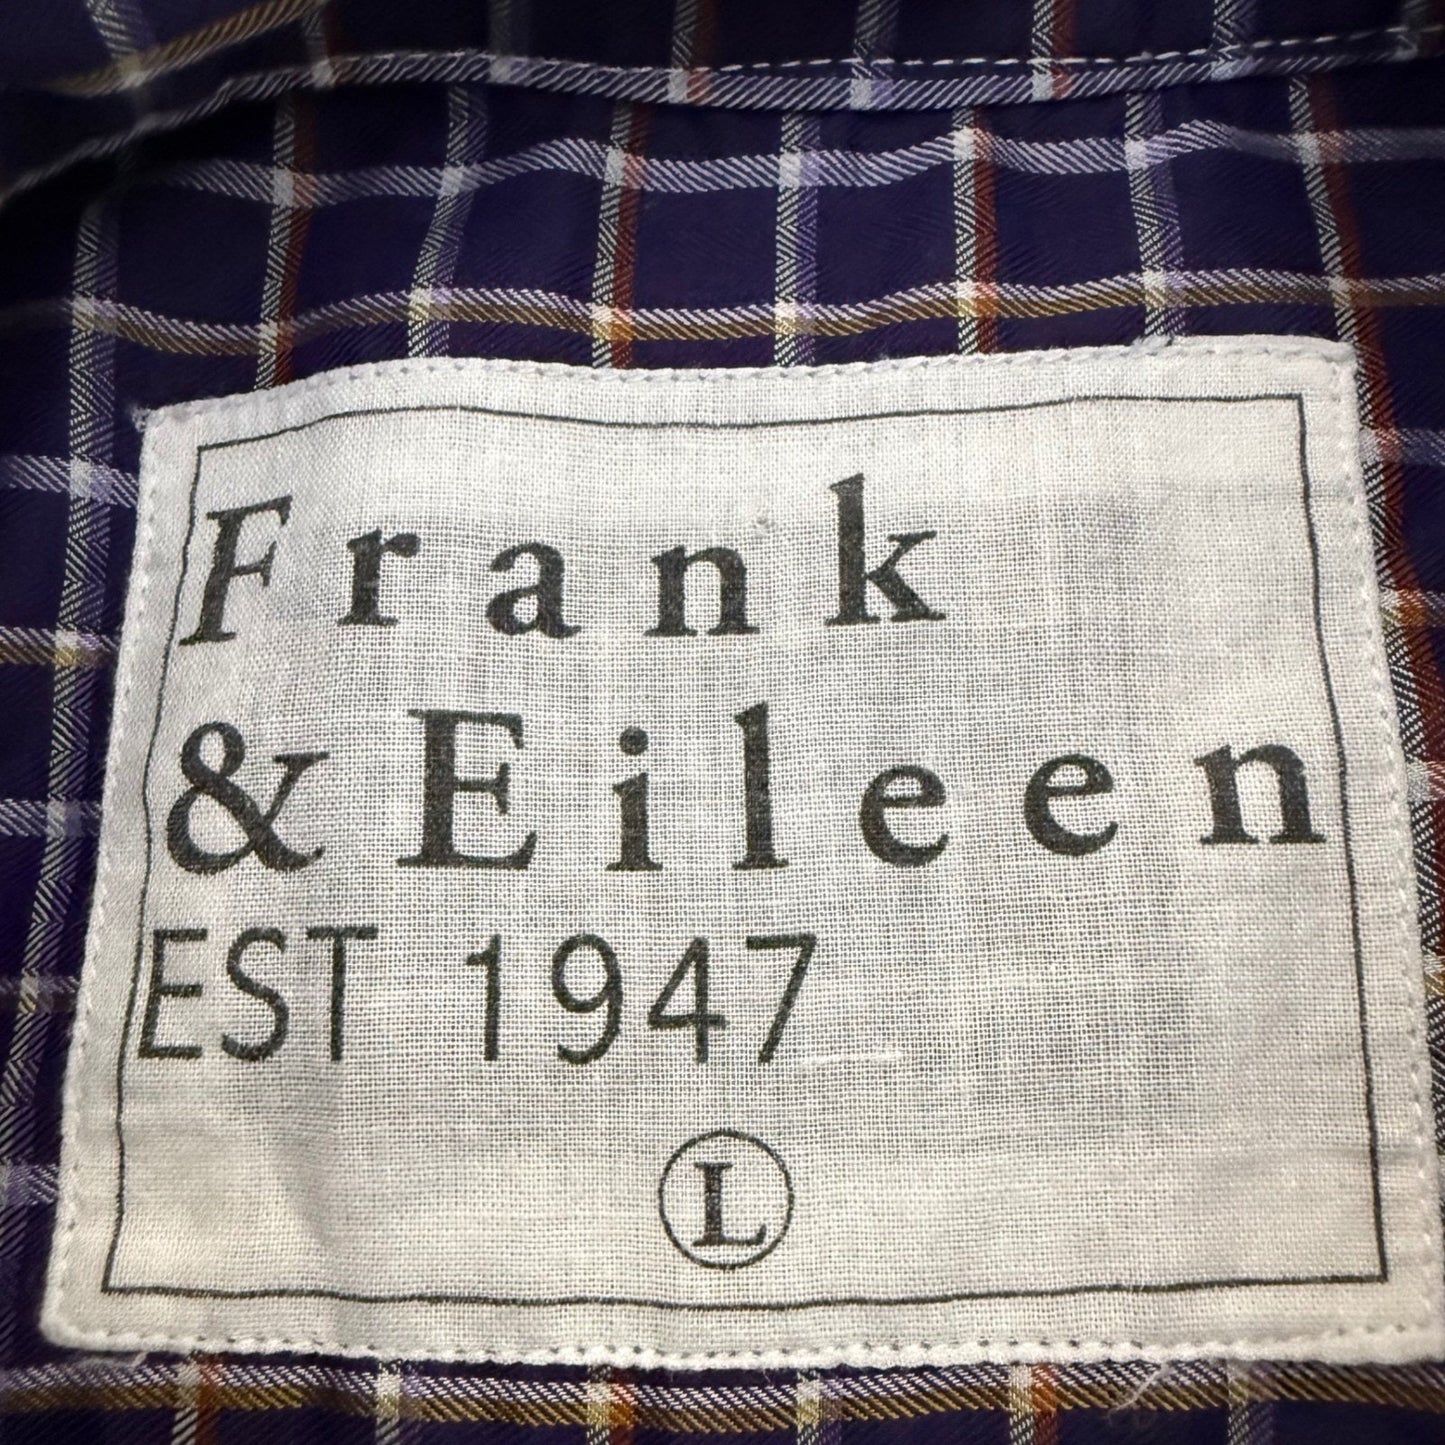 Frank
& Eileen
EST 1947
L